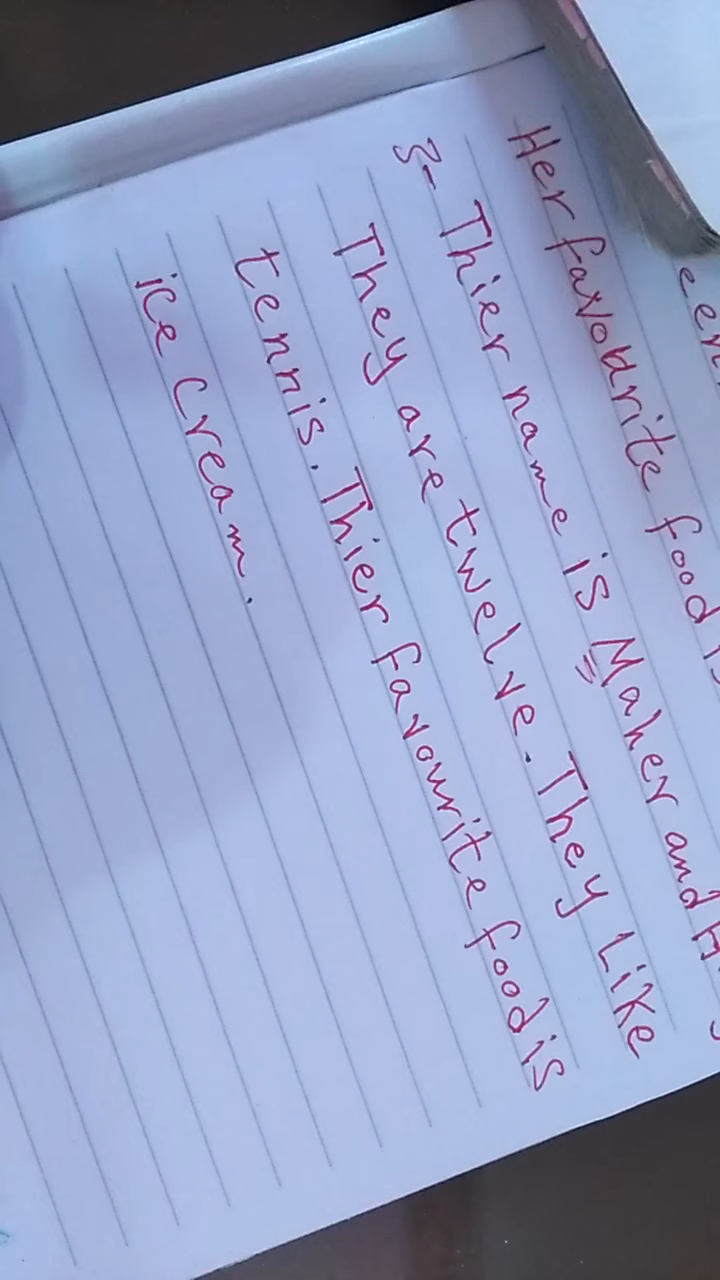 Her favourite food
3- Thier name is Maher and
They are twelve. They Like
tennis. Thier favourite food is
ice cream.